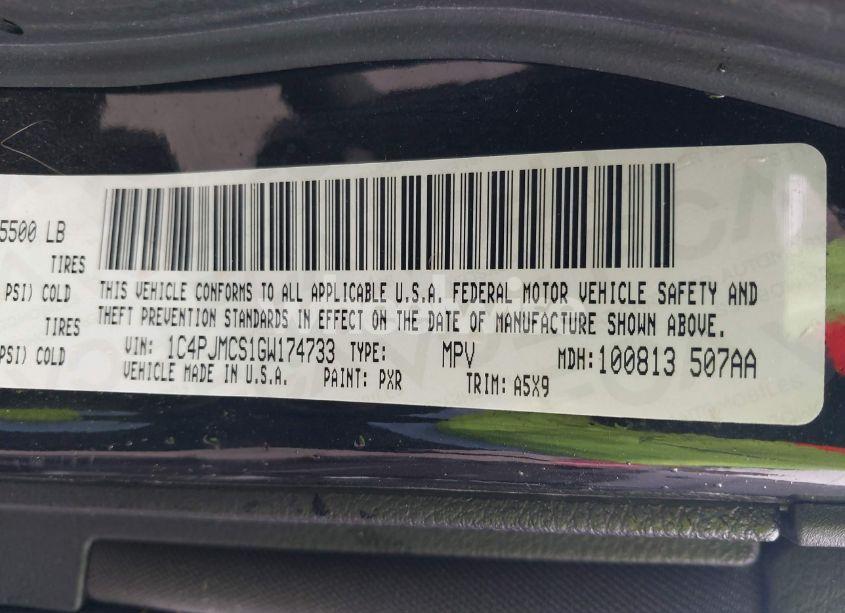 5500 LB
TIRES
PSI) COLD
TIRES
PSI) COLD
THIS VEHICLE CONFORMS TO ALL APPLICABLE U.S.A. FEDERAL MOTOR VEHICLE SAFETY AND
THEFT PREVENTION STANDARDS IN EFFECT ON THE DATE OF MANUFACTURE SHOWN ABOVE.
VIN: 1C4PJMCS1GW174733 TYPE: MPV MDH:100813 507AA
VEHICLE MADE IN U.S.A. PAINT: PXR TRIM: A5X9